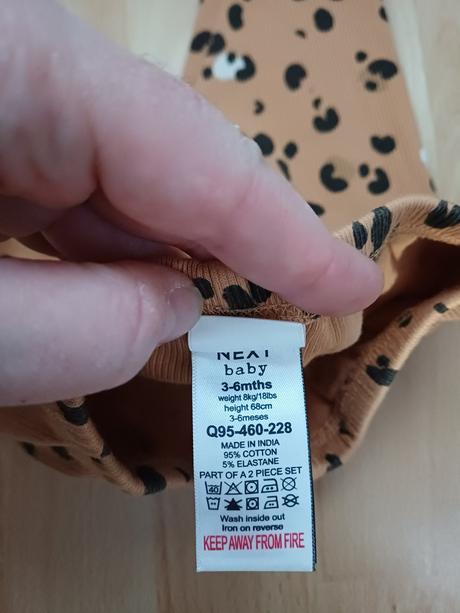 NEXT
baby
3-6mths
weight 8kg/18lbs
height 68cm
3-6meses
Q95-460-228
MADE IN INDIA
95% COTTON
5% ELASTANE
PART OF A 2 PIECE SET
40
Wash inside out
Iron on reverse
KEEP AWAY FROM FIRE